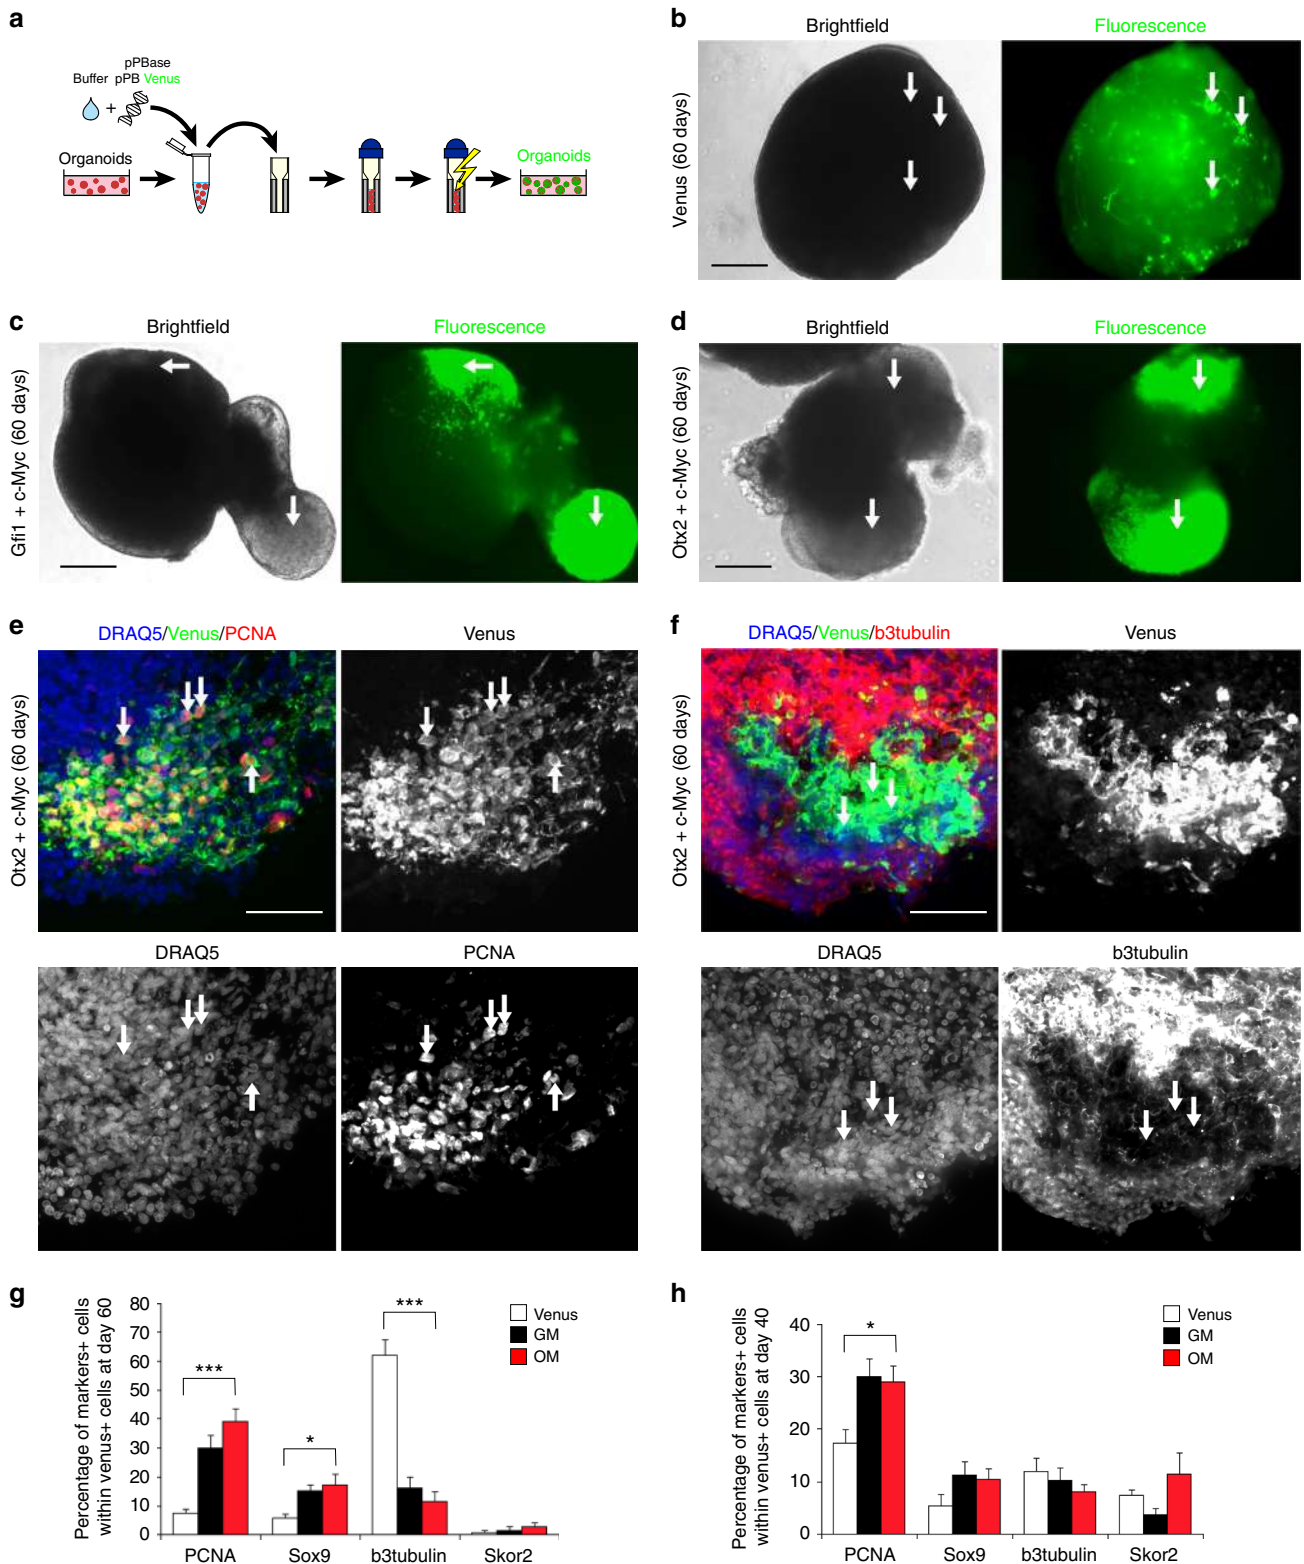 a
pPBase
Buffer pPB Venus
+
Organoids
Organoids
b
Brightfield
Fluorescence
Venus (60 days)
c
Brightfield
Fluorescence
Gfi1 + c-Myc (60 days)
d
Brightfield
Fluorescence
Otx2 + c-Myc (60 days)
e
DRAQ5/Venus/PCNA
Venus
Otx2 + c-Myc (60 days)
DRAQ5
PCNA
f
DRAQ5/Venus/b3tubulin
Venus
Otx2 + c-Myc (60 days)
DRAQ5
b3tubulin
g
Percentage of markers+ cells
within venus+ cells at day 60
80
70
60
50
40
30
20
10
0
***
*
***
Venus
GM
OM
PCNA
Sox9
b3tubulin
Skor2
h
Percentage of markers+ cells
within venus+ cells at day 40
40
30
20
10
0
*
Venus
GM
OM
PCNA
Sox9
b3tubulin
Skor2